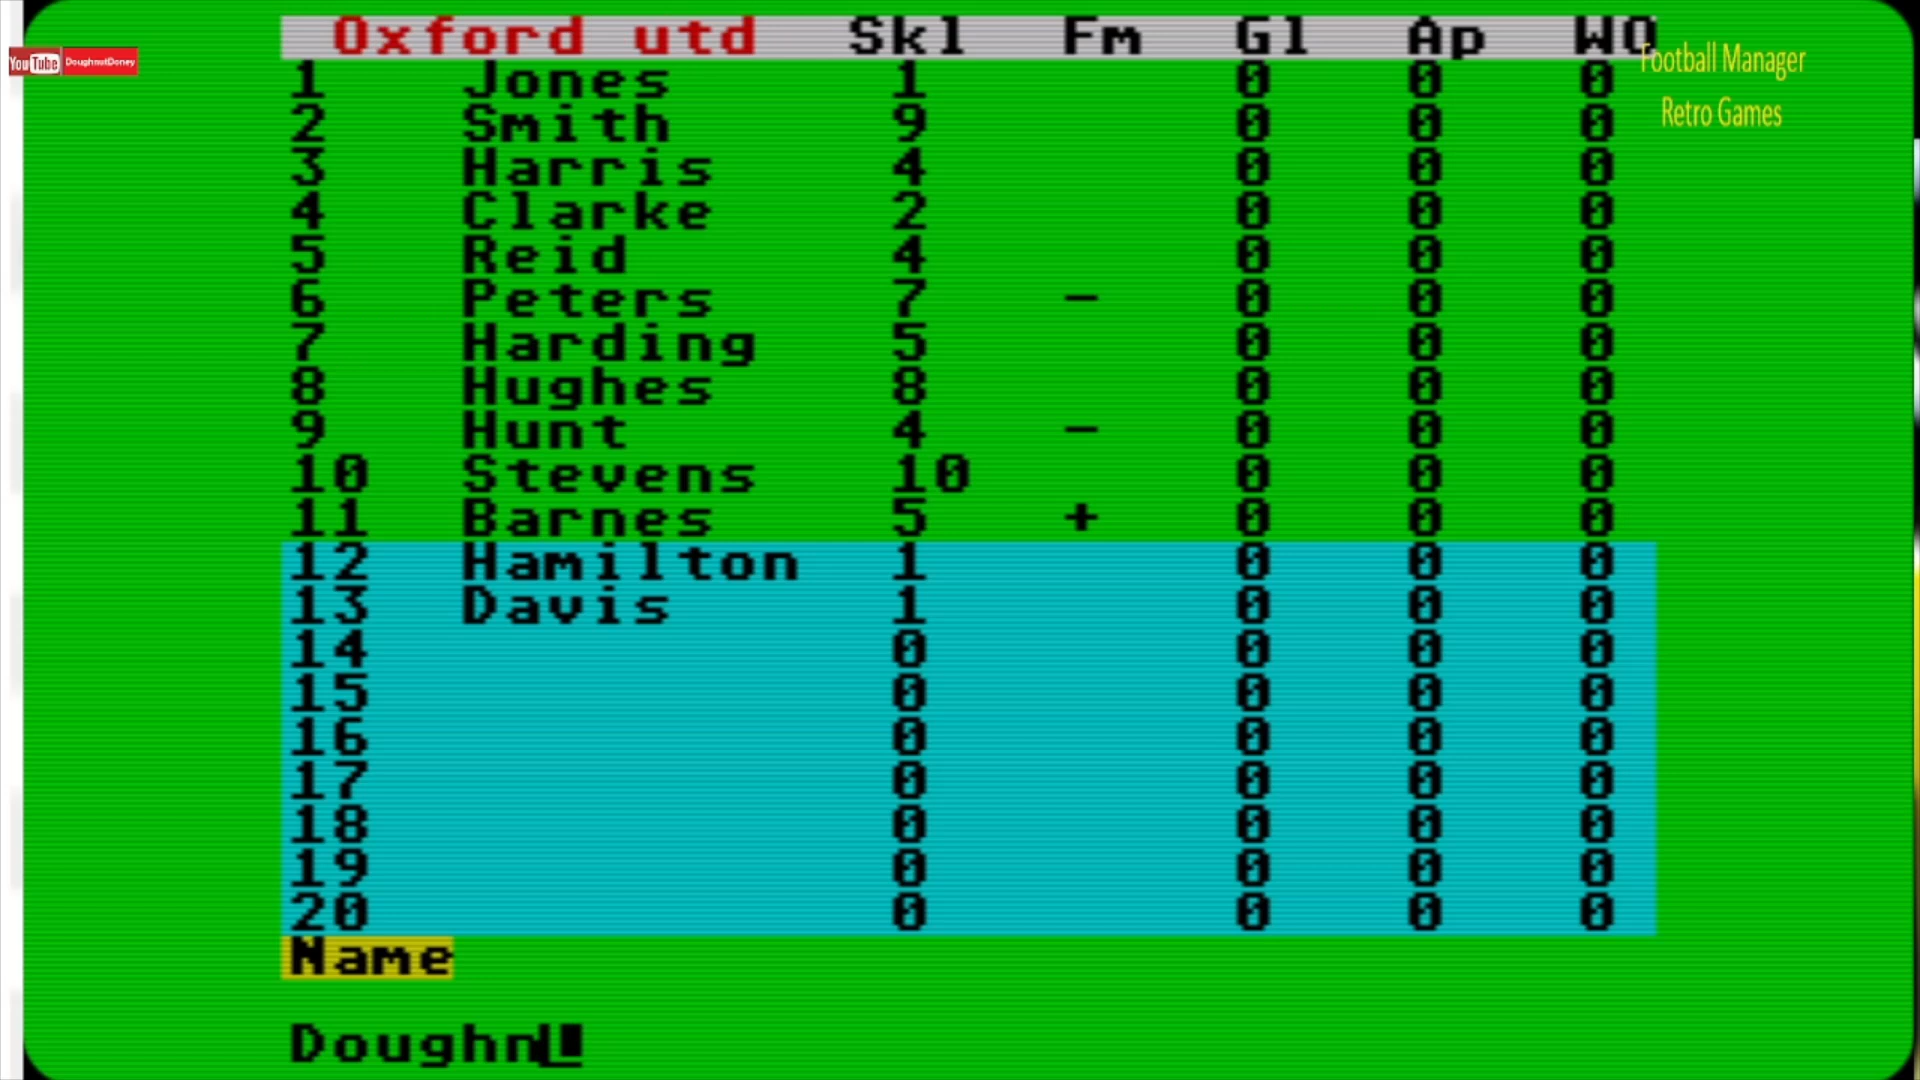 Oxford utd Skl Fm Gl Ap WO
YouTube DoughnutDoney
Football Manager
Retro Games
1 Jones 1 0 0 0
2 Smith 9 0 0 0
3 Harris 4 0 0 0
4 Clarke 2 0 0 0
5 Reid 4 0 0 0
6 Peters 7 - 0 0 0
7 Harding 5 0 0 0
8 Hughes 8 0 0 0
9 Hunt 4 - 0 0 0
10 Stevens 10 0 0 0
11 Barnes 5 + 0 0 0
12 Hamilton 1 0 0 0
13 Davis 1 0 0 0
14 0 0 0 0
15 0 0 0 0
16 0 0 0 0
17 0 0 0 0
18 0 0 0 0
19 0 0 0 0
20 0 0 0 0
Name
DoughnL